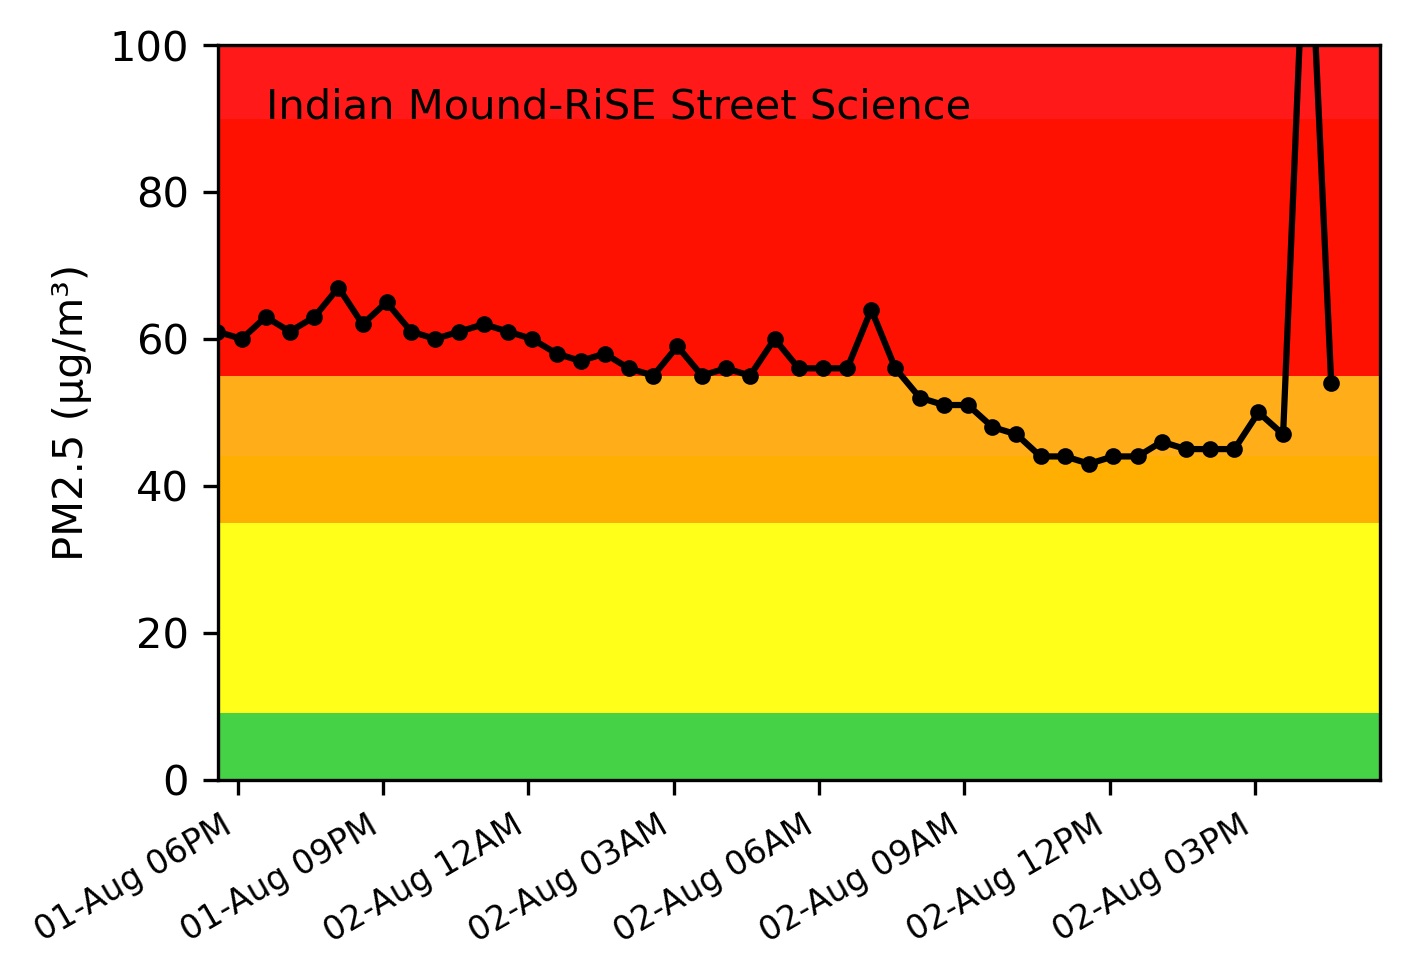 Indian Mound-RiSE Street Science
PM2.5 (µg/m³)
100
80
60
40
20
0
01-Aug 06PM
01-Aug 09PM
02-Aug 12AM
02-Aug 03AM
02-Aug 06AM
02-Aug 09AM
02-Aug 12PM
02-Aug 03PM